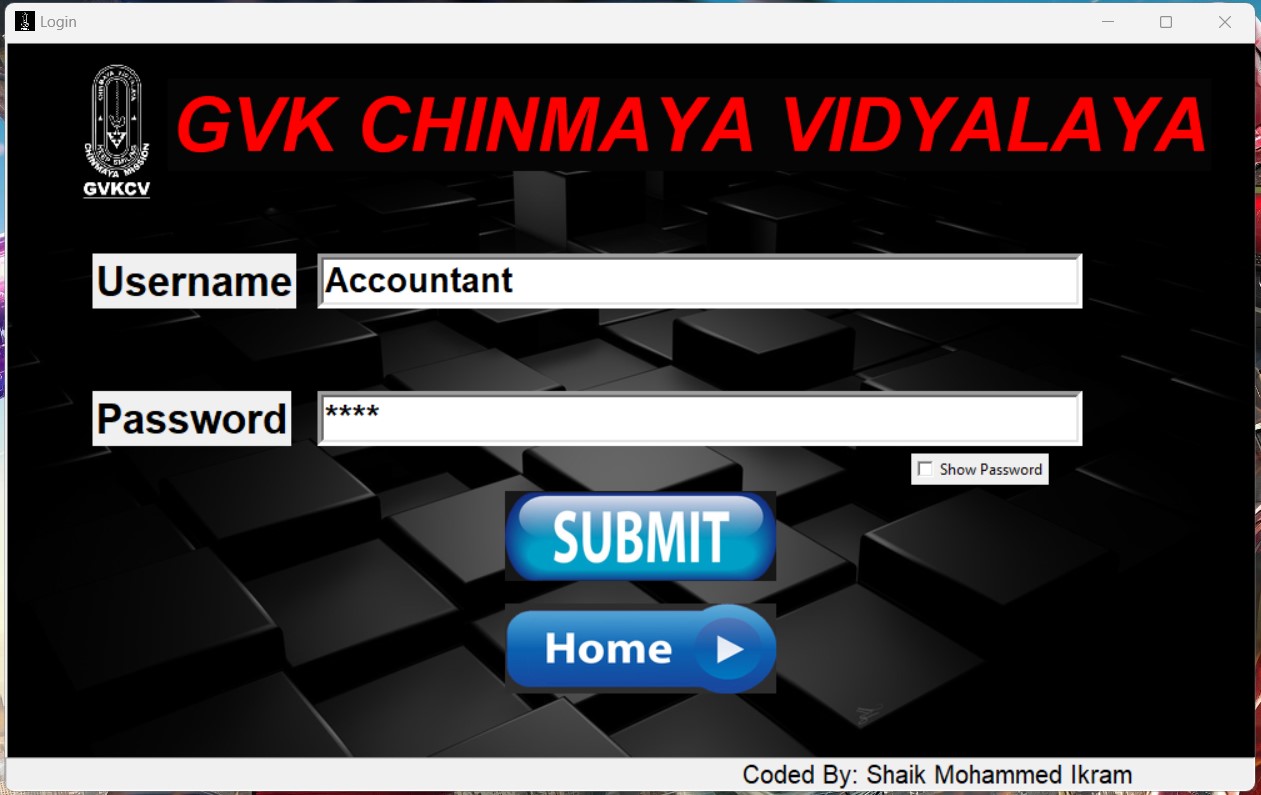 Login
CHINMAYA VIDYALAYA
KEEP SMILING
CHINMAYA MISSION
GVKCV
GVK CHINMAYA VIDYALAYA
Username
Accountant
Password
****
Show Password
SUBMIT
Home
Coded By: Shaik Mohammed Ikram